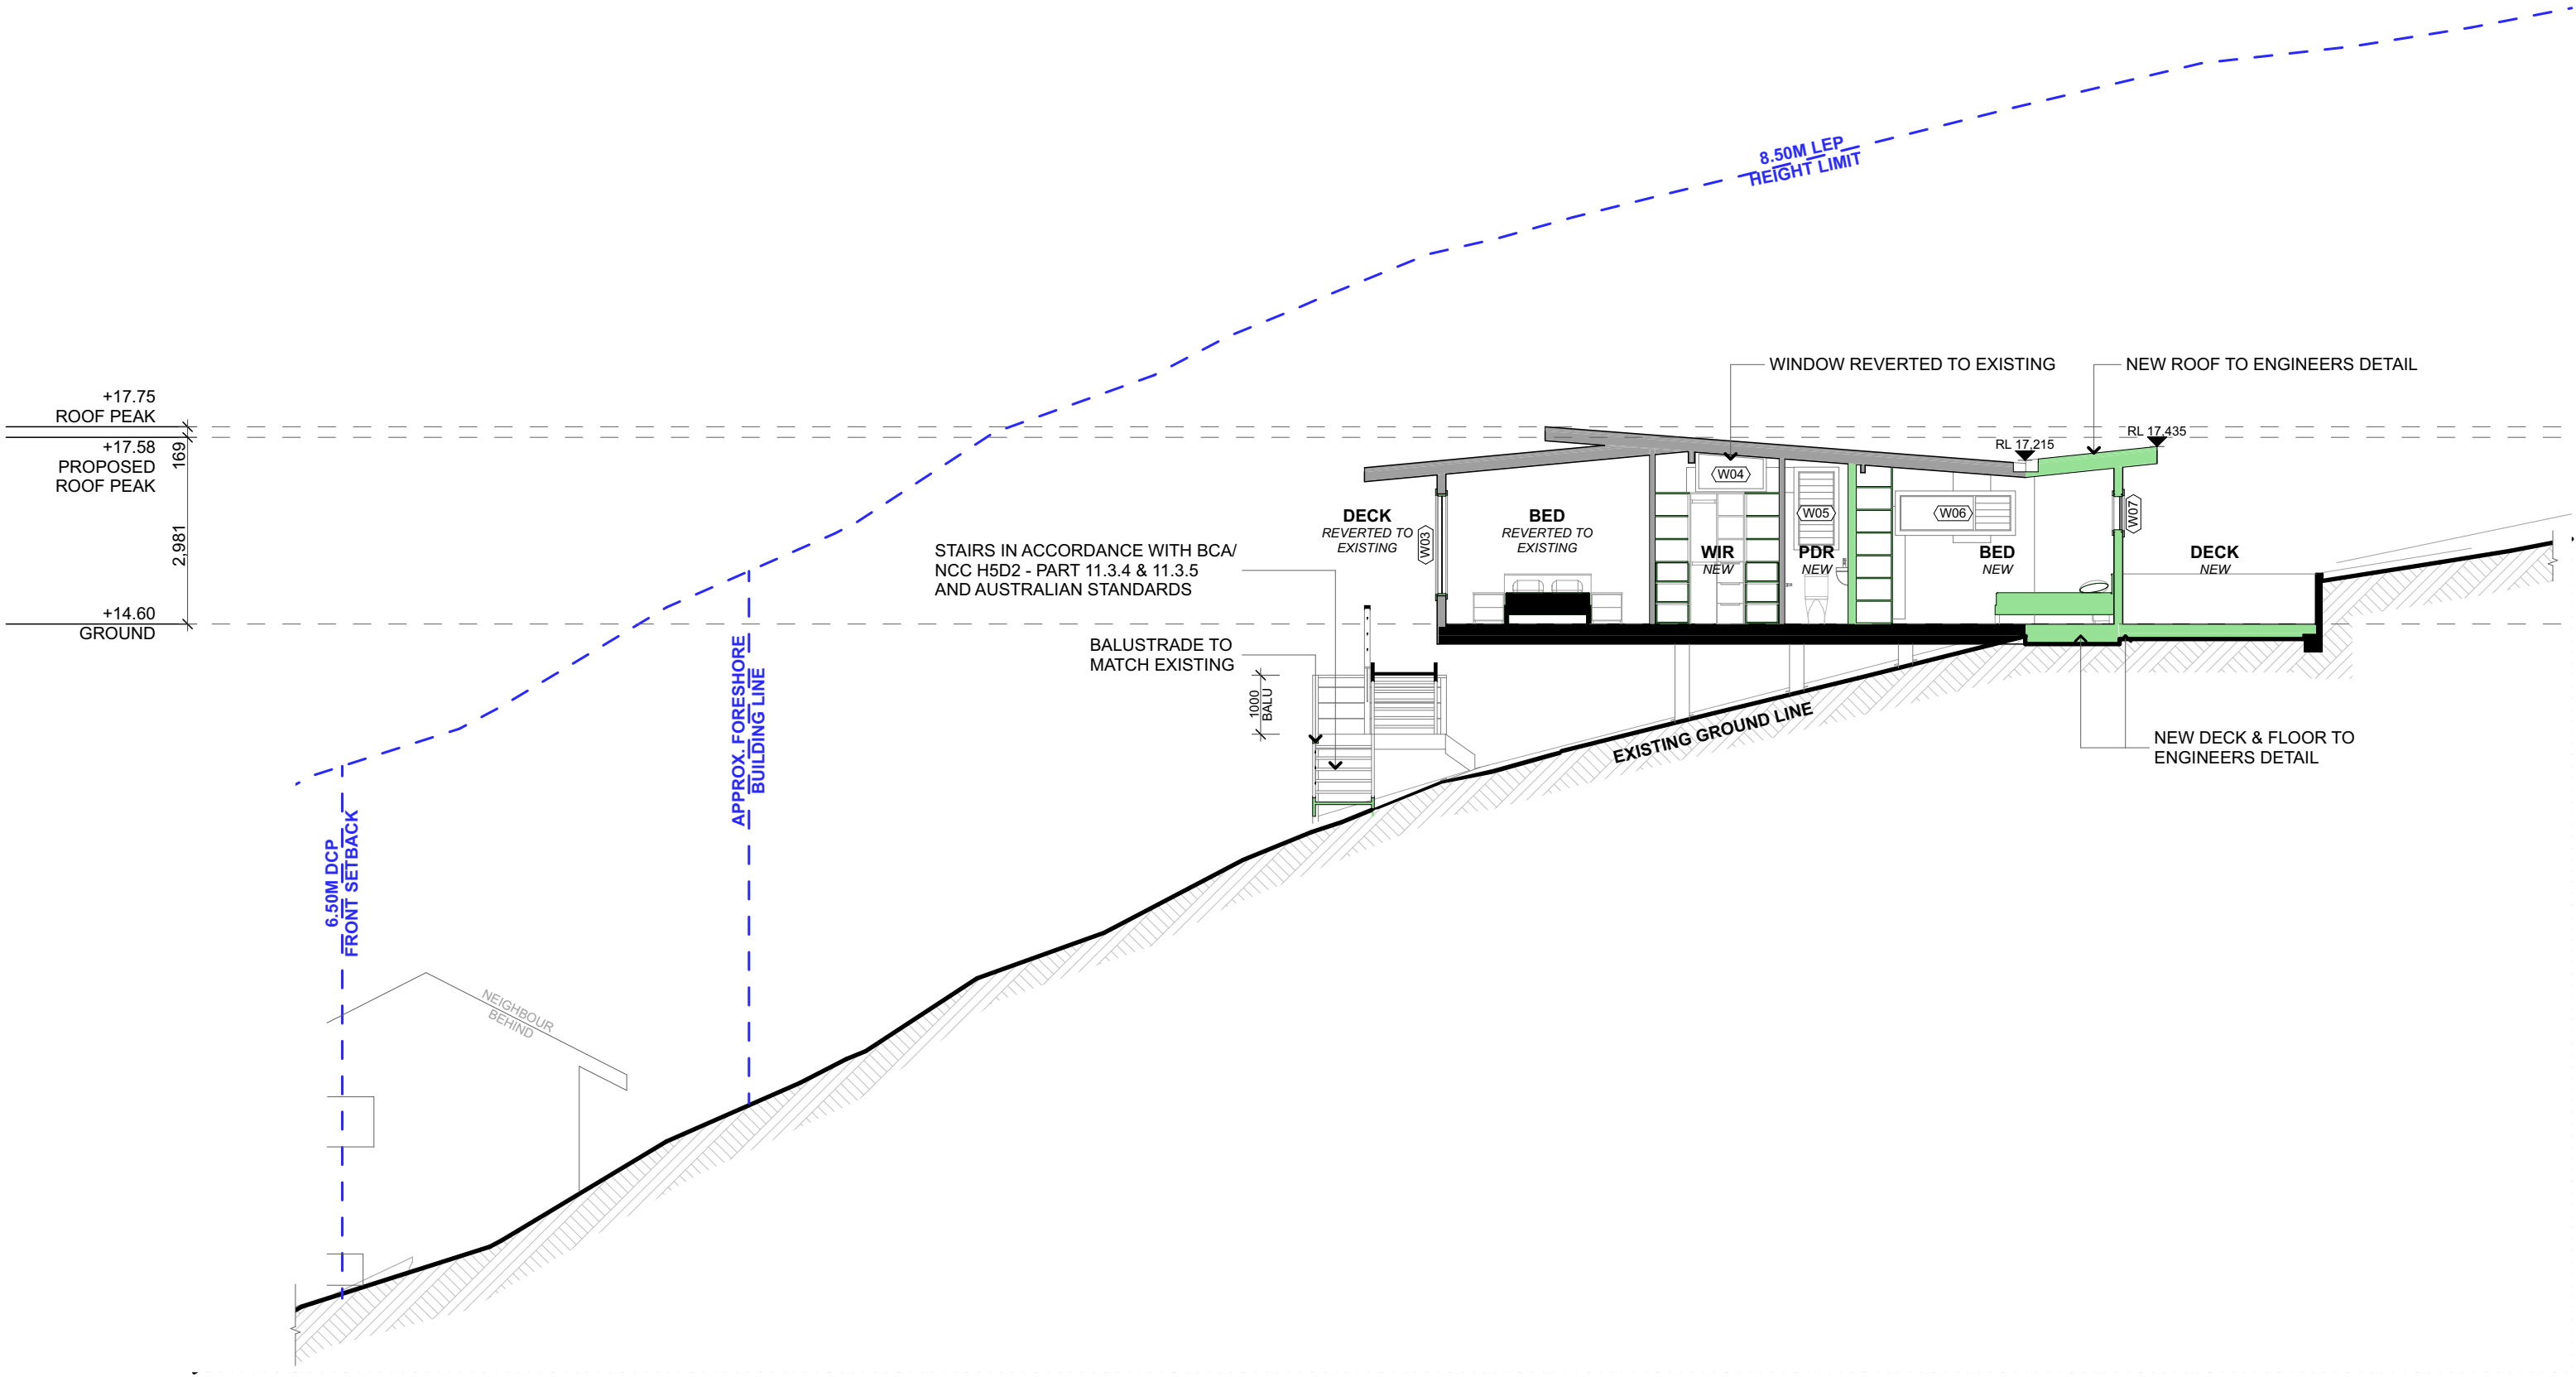 8.50M LEP
HEIGHT LIMIT
WINDOW REVERTED TO EXISTING
NEW ROOF TO ENGINEERS DETAIL
+17.75
ROOF PEAK
+17.58
PROPOSED
ROOF PEAK
169
2,981
+14.60
GROUND
RL 17,215
RL 17,435
W04
W05
W06
W07
W03
DECK
REVERTED TO
EXISTING
BED
REVERTED TO
EXISTING
WIR
NEW
PDR
NEW
BED
NEW
DECK
NEW
STAIRS IN ACCORDANCE WITH BCA/
NCC H5D2 - PART 11.3.4 & 11.3.5
AND AUSTRALIAN STANDARDS
BALUSTRADE TO
MATCH EXISTING
1000
BALU
EXISTING GROUND LINE
NEW DECK & FLOOR TO
ENGINEERS DETAIL
APPROX. FORESHORE
BUILDING LINE
6.50M DCP
FRONT SETBACK
NEIGHBOUR
BEHIND